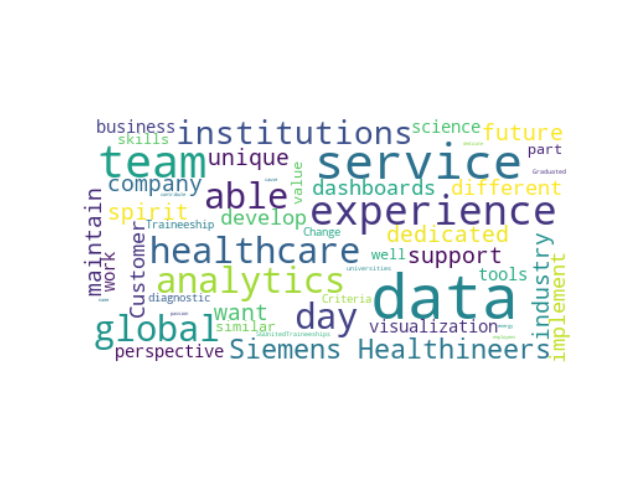 business
institutions
science
future
skills
team
unique
service
part
Graduated
company
able
value
dashboards
different
maintain
spirit
develop
experience
Traineeship
Change
dedicated
work
Customer
healthcare
well
support
industry
implement
analytics
universities
tools
data
diagnostic
Criteria
want
day
global
similar
SGUnitedTraineeships
visualization
perspective
Siemens Healthineers